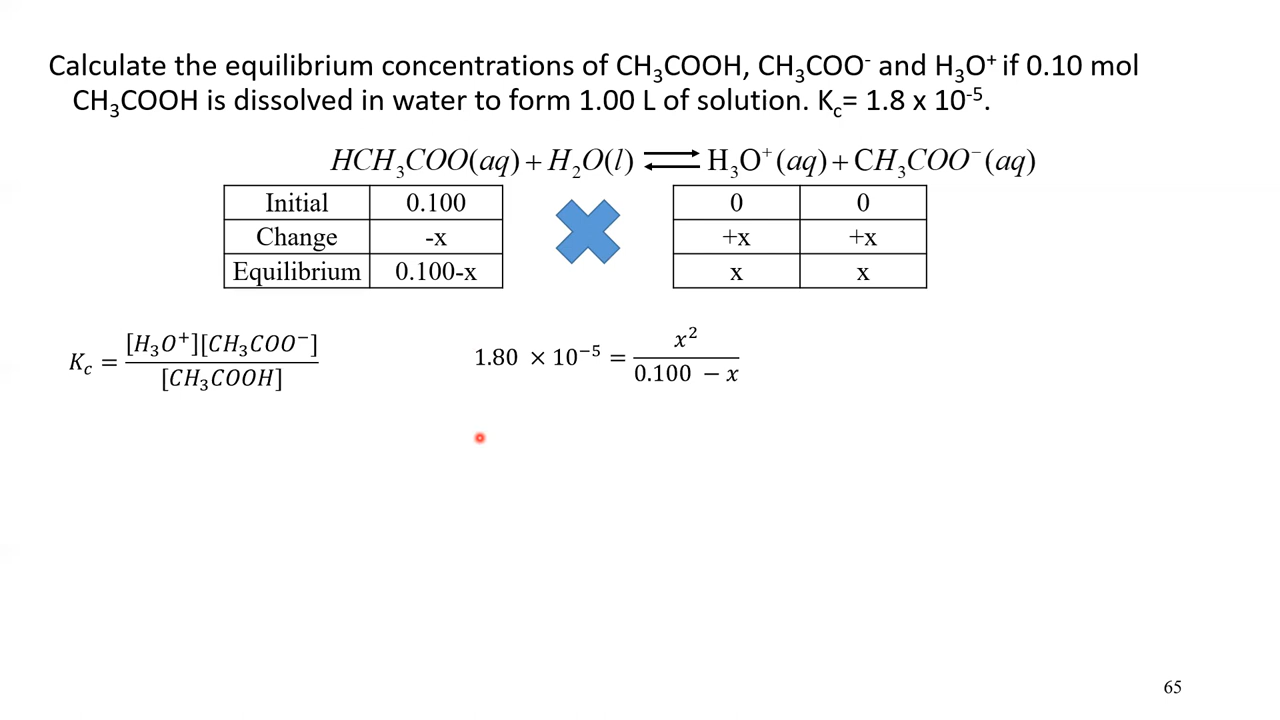 Calculate the equilibrium concentrations of CH₃COOH, CH₃COO⁻ and H₃O⁺ if 0.10 mol
CH₃COOH is dissolved in water to form 1.00 L of solution. K_c= 1.8 x 10⁻⁵.
HCH₃COO(aq) + H₂O(l) ⇌ H₃O⁺(aq) + CH₃COO⁻(aq)
Initial 0.100 0 0
Change -x +x +x
Equilibrium 0.100-x x x
K_c = [H₃O⁺][CH₃COO⁻] / [CH₃COOH] 1.80 × 10⁻⁵ = x² / 0.100 − x
65